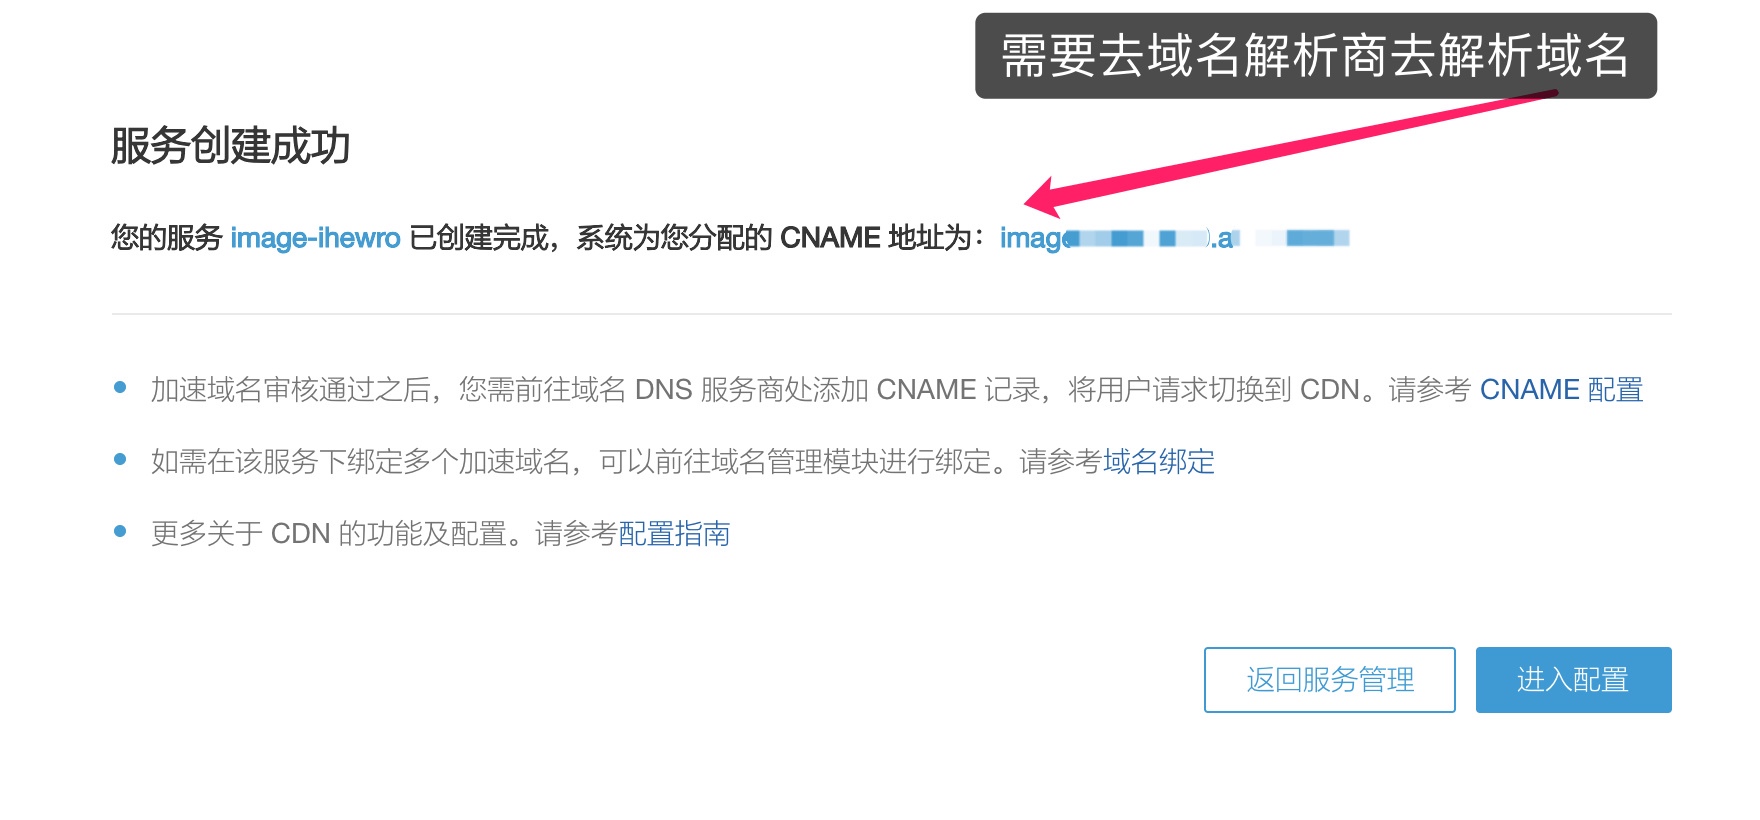 需要去域名解析商去解析域名
服务创建成功
您的服务 image-ihewro 已创建完成，系统为您分配的 CNAME 地址为：image
加速域名审核通过之后，您需前往域名 DNS 服务商处添加 CNAME 记录，将用户请求切换到 CDN。请参考 CNAME 配置
如需在该服务下绑定多个加速域名，可以前往域名管理模块进行绑定。请参考域名绑定
更多关于 CDN 的功能及配置。请参考配置指南
返回服务管理
进入配置